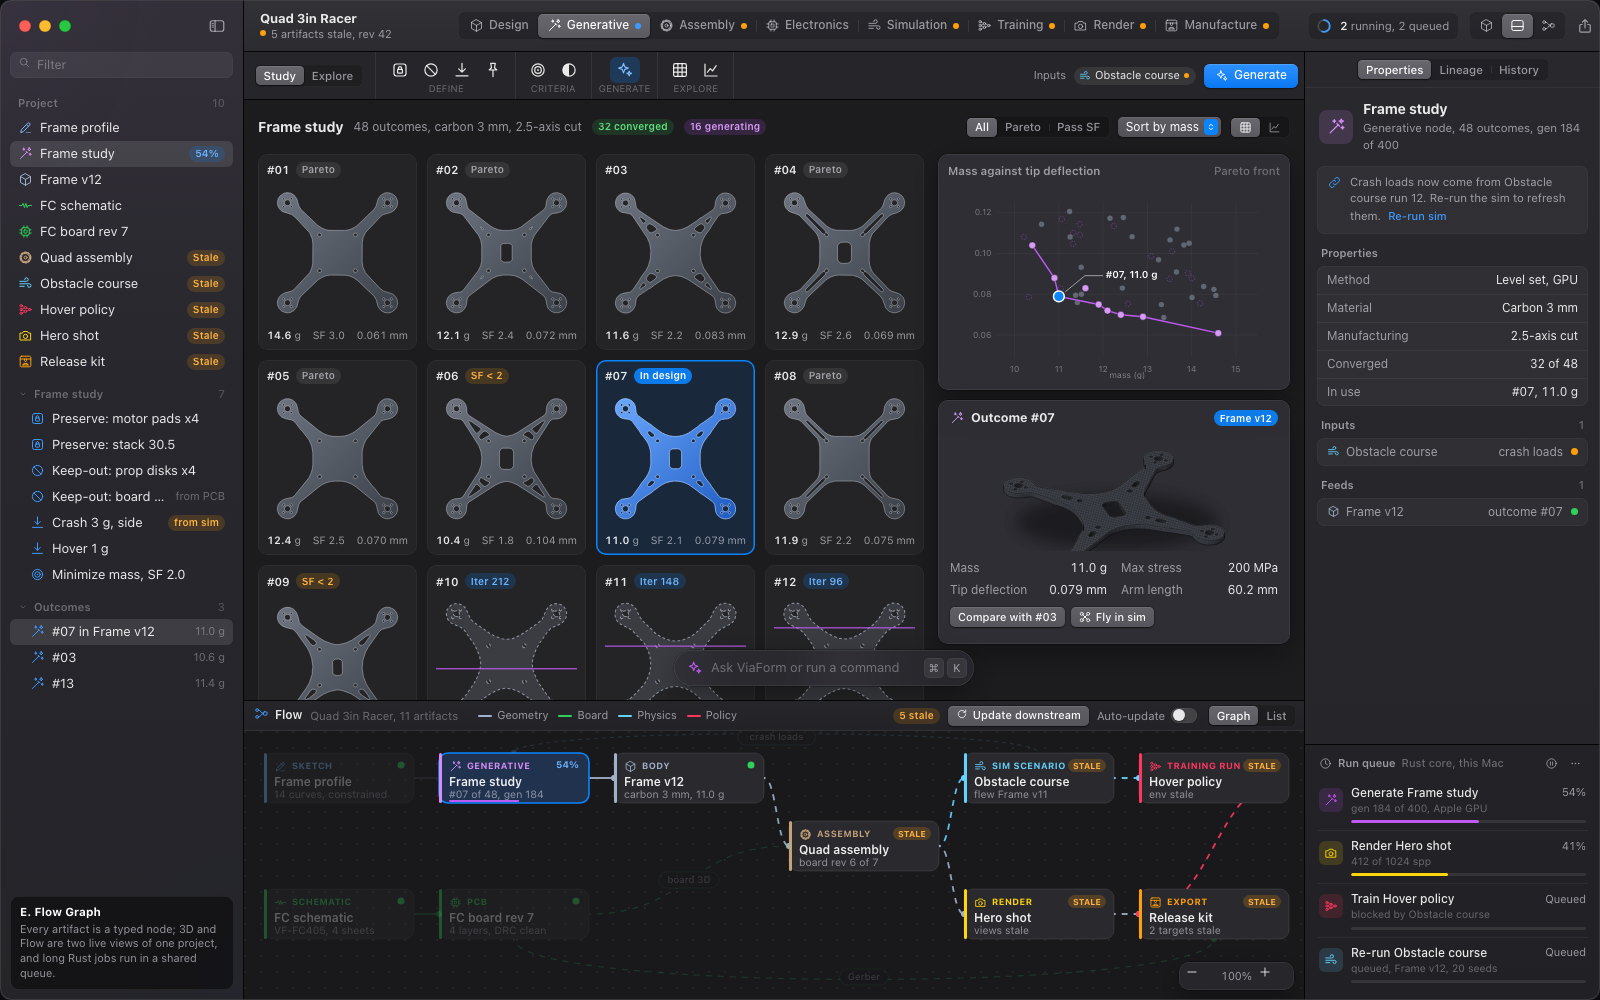 Filter
Project 10
Frame profile
Frame study 54%
Frame v12
FC schematic
FC board rev 7
Quad assembly Stale
Obstacle course Stale
Hover policy Stale
Hero shot Stale
Release kit Stale
Frame study 7
Preserve: motor pads x4
Preserve: stack 30.5
Keep-out: prop disks x4
Keep-out: board ... from PCB
Crash 3 g, side from sim
Hover 1 g
Minimize mass, SF 2.0
Outcomes 3
#07 in Frame v12 11.0 g
#03 10.6 g
#13 11.4 g
E. Flow Graph
Every artifact is a typed node; 3D and
Flow are two live views of one project,
and long Rust jobs run in a shared
queue.
Quad 3in Racer
5 artifacts stale, rev 42
Design Generative Assembly Electronics Simulation Training Render Manufacture
2 running, 2 queued
Study Explore
DEFINE CRITERIA GENERATE EXPLORE
Inputs Obstacle course Generate
Frame study 48 outcomes, carbon 3 mm, 2.5-axis cut 32 converged 16 generating
All Pareto Pass SF Sort by mass
#01 Pareto
14.6 g SF 3.0 0.061 mm
#02 Pareto
12.1 g SF 2.4 0.072 mm
#03
11.6 g SF 2.2 0.083 mm
#04 Pareto
12.9 g SF 2.6 0.069 mm
#05 Pareto
12.4 g SF 2.5 0.070 mm
#06 SF < 2
10.4 g SF 1.8 0.104 mm
#07 In design
11.0 g SF 2.1 0.079 mm
#08 Pareto
11.9 g SF 2.2 0.075 mm
#09 SF < 2
#10 Iter 212
#11 Iter 148
#12 Iter 96
Ask ViaForm or run a command ⌘ K
Mass against tip deflection Pareto front
0.12
0.10
0.08
0.06
#07, 11.0 g
10 11 12 13 14 15
mass (g)
Outcome #07 Frame v12
Mass 11.0 g Max stress 200 MPa
Tip deflection 0.079 mm Arm length 60.2 mm
Compare with #03 Fly in sim
Flow Quad 3in Racer, 11 artifacts Geometry Board Physics Policy
5 stale Update downstream Auto-update Graph List
crash loads
SKETCH
Frame profile
14 curves, constrained
GENERATIVE 54%
Frame study
#07 of 48, gen 184
BODY
Frame v12
carbon 3 mm, 11.0 g
SIM SCENARIO STALE
Obstacle course
flew Frame v11
TRAINING RUN STALE
Hover policy
env stale
ASSEMBLY STALE
Quad assembly
board rev 6 of 7
board 3D
SCHEMATIC
FC schematic
VF-FC405, 4 sheets
PCB
FC board rev 7
4 layers, DRC clean
RENDER STALE
Hero shot
views stale
EXPORT STALE
Release kit
2 targets stale
Gerber
100%
Properties Lineage History
Frame study
Generative node, 48 outcomes, gen 184
of 400
Crash loads now come from Obstacle
course run 12. Re-run the sim to refresh
them. Re-run sim
Properties
Method Level set, GPU
Material Carbon 3 mm
Manufacturing 2.5-axis cut
Converged 32 of 48
In use #07, 11.0 g
Inputs 1
Obstacle course crash loads
Feeds 1
Frame v12 outcome #07
Run queue Rust core, this Mac
Generate Frame study 54%
gen 184 of 400, Apple GPU
Render Hero shot 41%
412 of 1024 spp
Train Hover policy Queued
blocked by Obstacle course
Re-run Obstacle course Queued
queued, Frame v12, 20 seeds